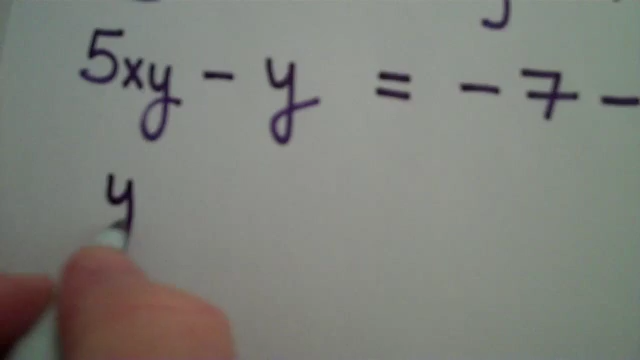 5xy - y = - 7 -
y